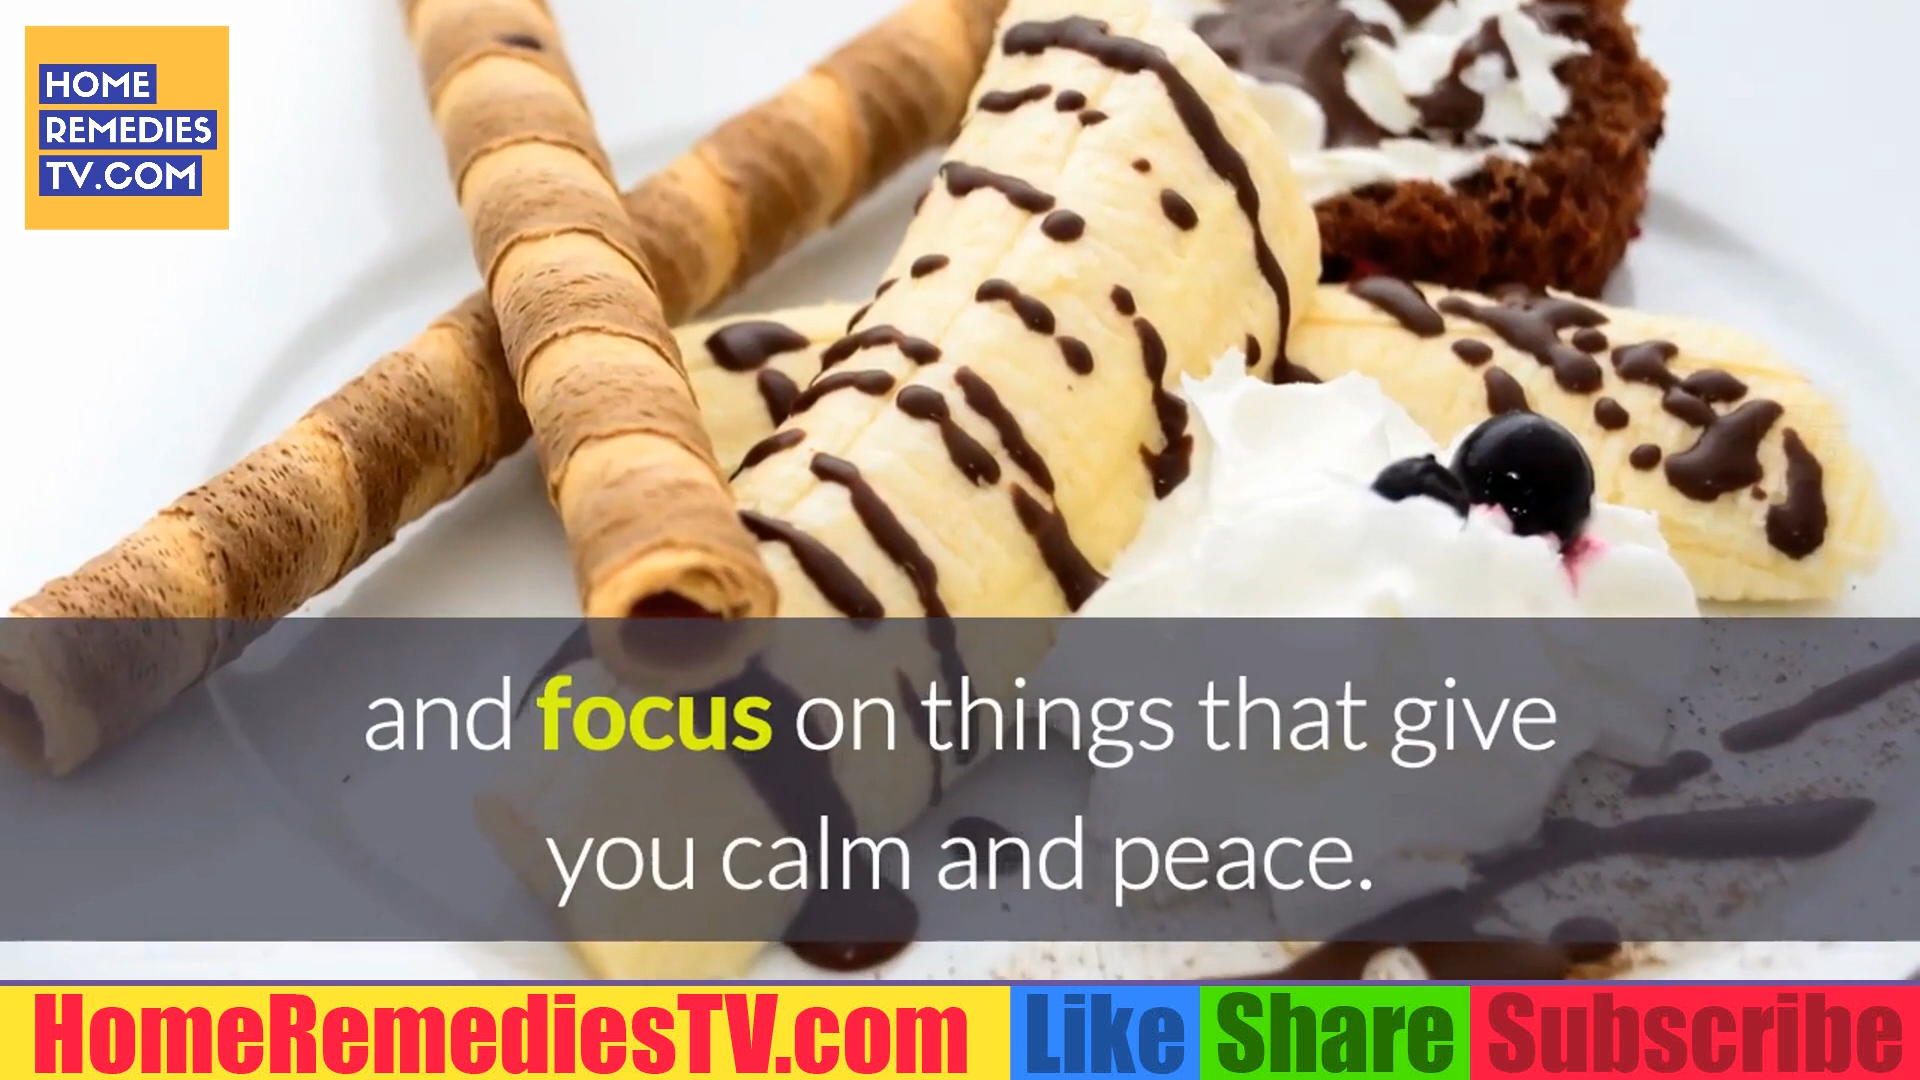 HOME
REMEDIES
TV.COM
and focus on things that give
you calm and peace.
HomeRemediesTV.com Like Share Subscribe